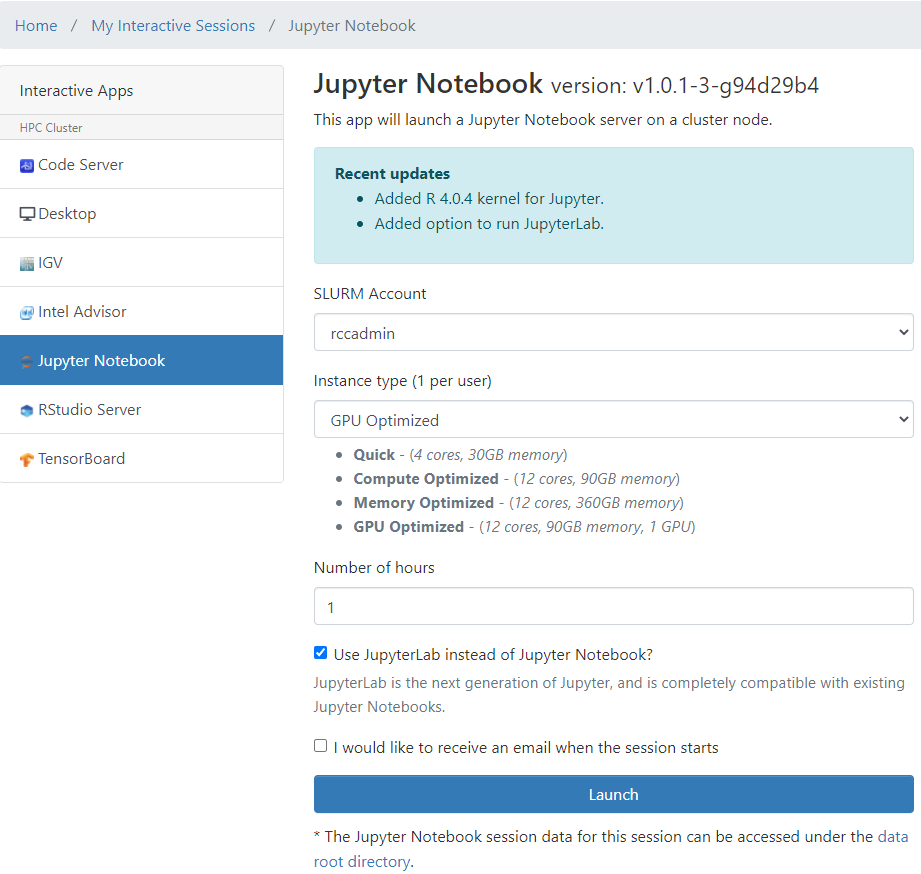 Home / My Interactive Sessions / Jupyter Notebook
Interactive Apps
HPC Cluster
Code Server
Desktop
IGV
Intel Advisor
Jupyter Notebook
RStudio Server
TensorBoard
Jupyter Notebook version: v1.0.1-3-g94d29b4
This app will launch a Jupyter Notebook server on a cluster node.
Recent updates
• Added R 4.0.4 kernel for Jupyter.
• Added option to run JupyterLab.
SLURM Account
rccadmin
Instance type (1 per user)
GPU Optimized
• Quick - (4 cores, 30GB memory)
• Compute Optimized - (12 cores, 90GB memory)
• Memory Optimized - (12 cores, 360GB memory)
• GPU Optimized - (12 cores, 90GB memory, 1 GPU)
Number of hours
1
Use JupyterLab instead of Jupyter Notebook?
JupyterLab is the next generation of Jupyter, and is completely compatible with existing
Jupyter Notebooks.
I would like to receive an email when the session starts
Launch
* The Jupyter Notebook session data for this session can be accessed under the data
root directory.